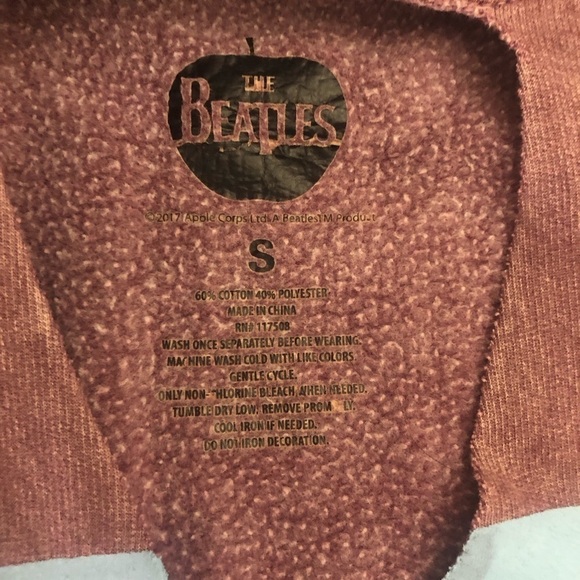 THE
BEATLES
©2017 Apple Corps Ltd. A Beatles™ Product
S
60% COTTON 40% POLYESTER
MADE IN CHINA
RN# 117508
WASH ONCE SEPARATELY BEFORE WEARING.
MACHINE WASH COLD WITH LIKE COLORS
GENTLE CYCLE.
ONLY NON-CHLORINE BLEACH WHEN NEEDED.
TUMBLE DRY LOW. REMOVE PROM LY.
COOL IRON IF NEEDED.
DO NOT IRON DECORATION.